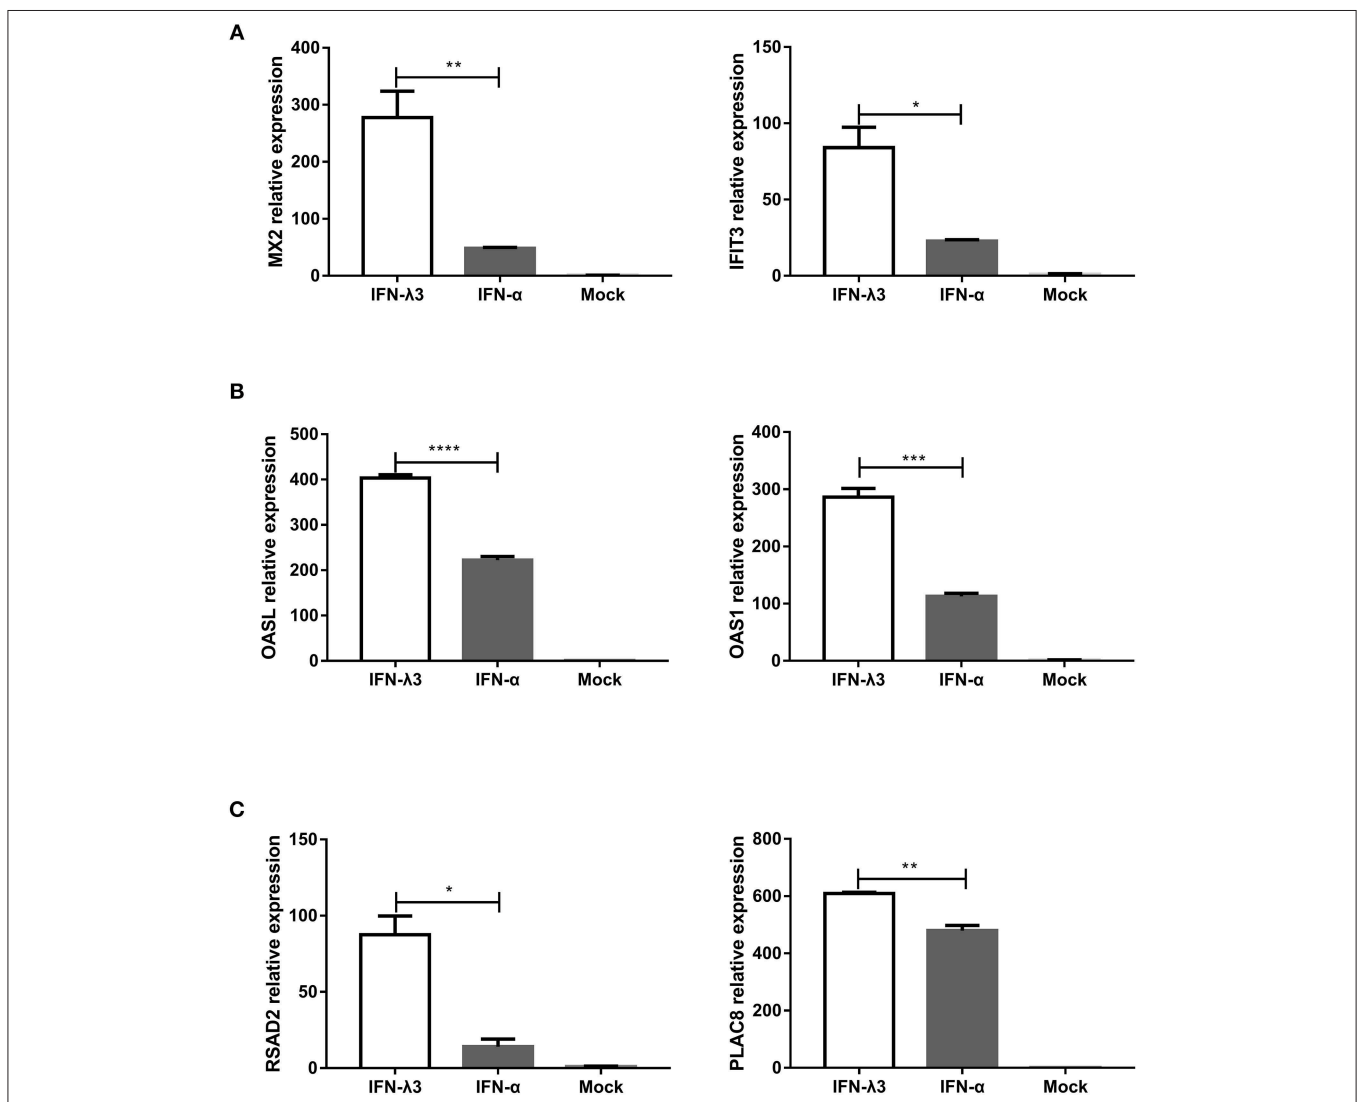 A
MX2 relative expression
400
300
200
100
0
**
IFN-λ3 IFN-α Mock
IFIT3 relative expression
150
100
50
0
*
IFN-λ3 IFN-α Mock
B
OASL relative expression
500
400
300
200
100
0
****
IFN-λ3 IFN-α Mock
OAS1 relative expression
400
300
200
100
0
***
IFN-λ3 IFN-α Mock
C
RSAD2 relative expression
150
100
50
0
*
IFN-λ3 IFN-α Mock
PLAC8 relative expression
800
600
400
200
0
**
IFN-λ3 IFN-α Mock